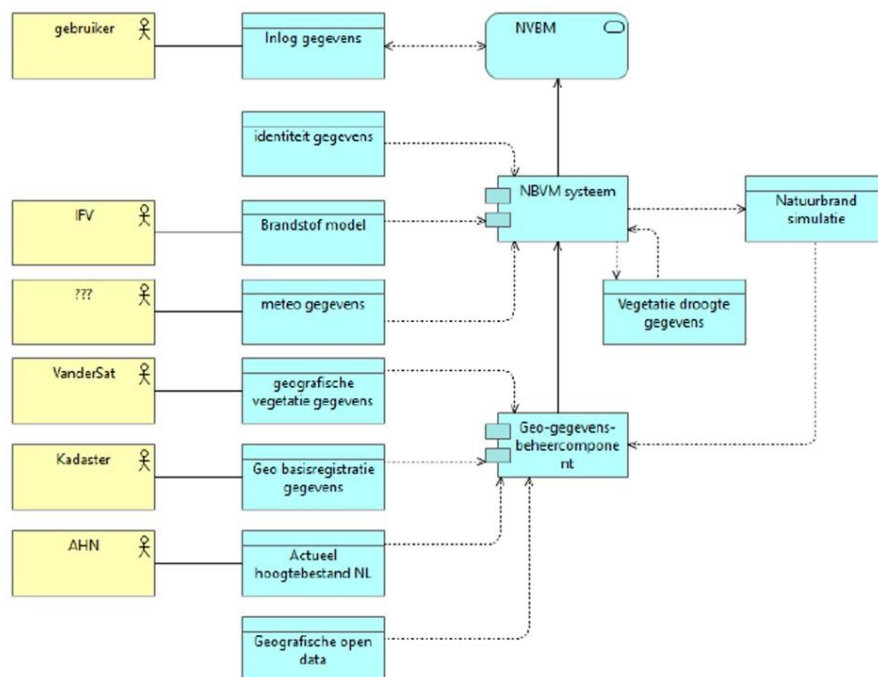 gebruiker
Inlog gegevens
NVBM
identiteit gegevens
NBVM systeem
Natuurbrand
simulatie
IFV
Brandstof model
???
meteo gegevens
Vegetatie droogte
gegevens
VanderSat
geografische
vegetatie gegevens
Geo-gegevens-
beheercompone
nt
Kadaster
Geo basisregistratie
gegevens
AHN
Actueel
hoogtebestand NL
Geografische open
data